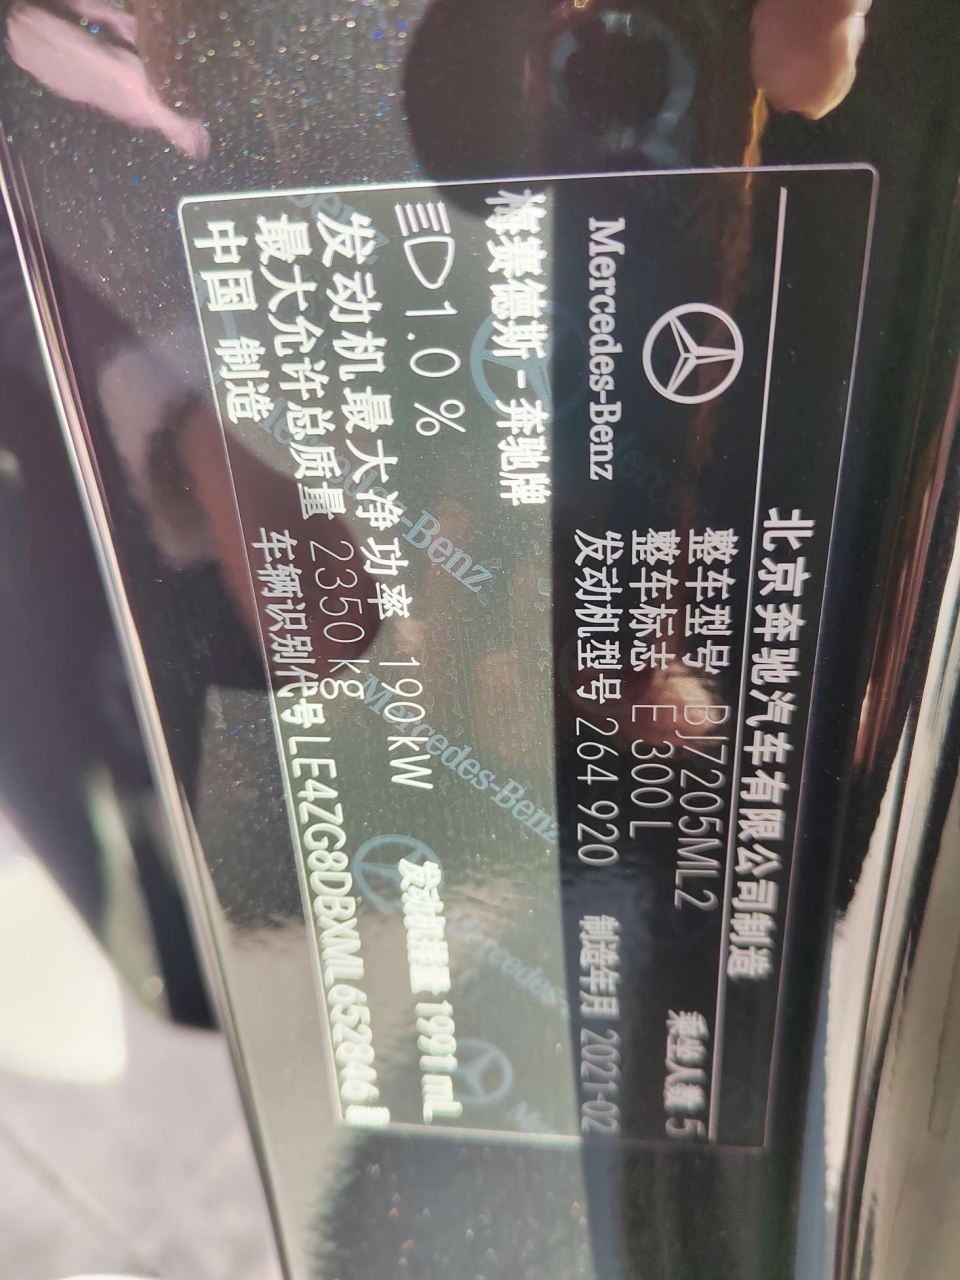 北京奔驰汽车有限公司制造
Mercedes-Benz
整车型号 BJ7205ML2 乘坐人数 5
整车标志 E 300 L
发动机型号 264 920 制造年月 2021-02
梅赛德斯-奔驰牌
1.0 %
发动机排量 1991 mL
发动机最大净功率 190 kW
最大允许总质量 2350 kg
中国 制造 车辆识别代号 LE4ZG8DBXML652846